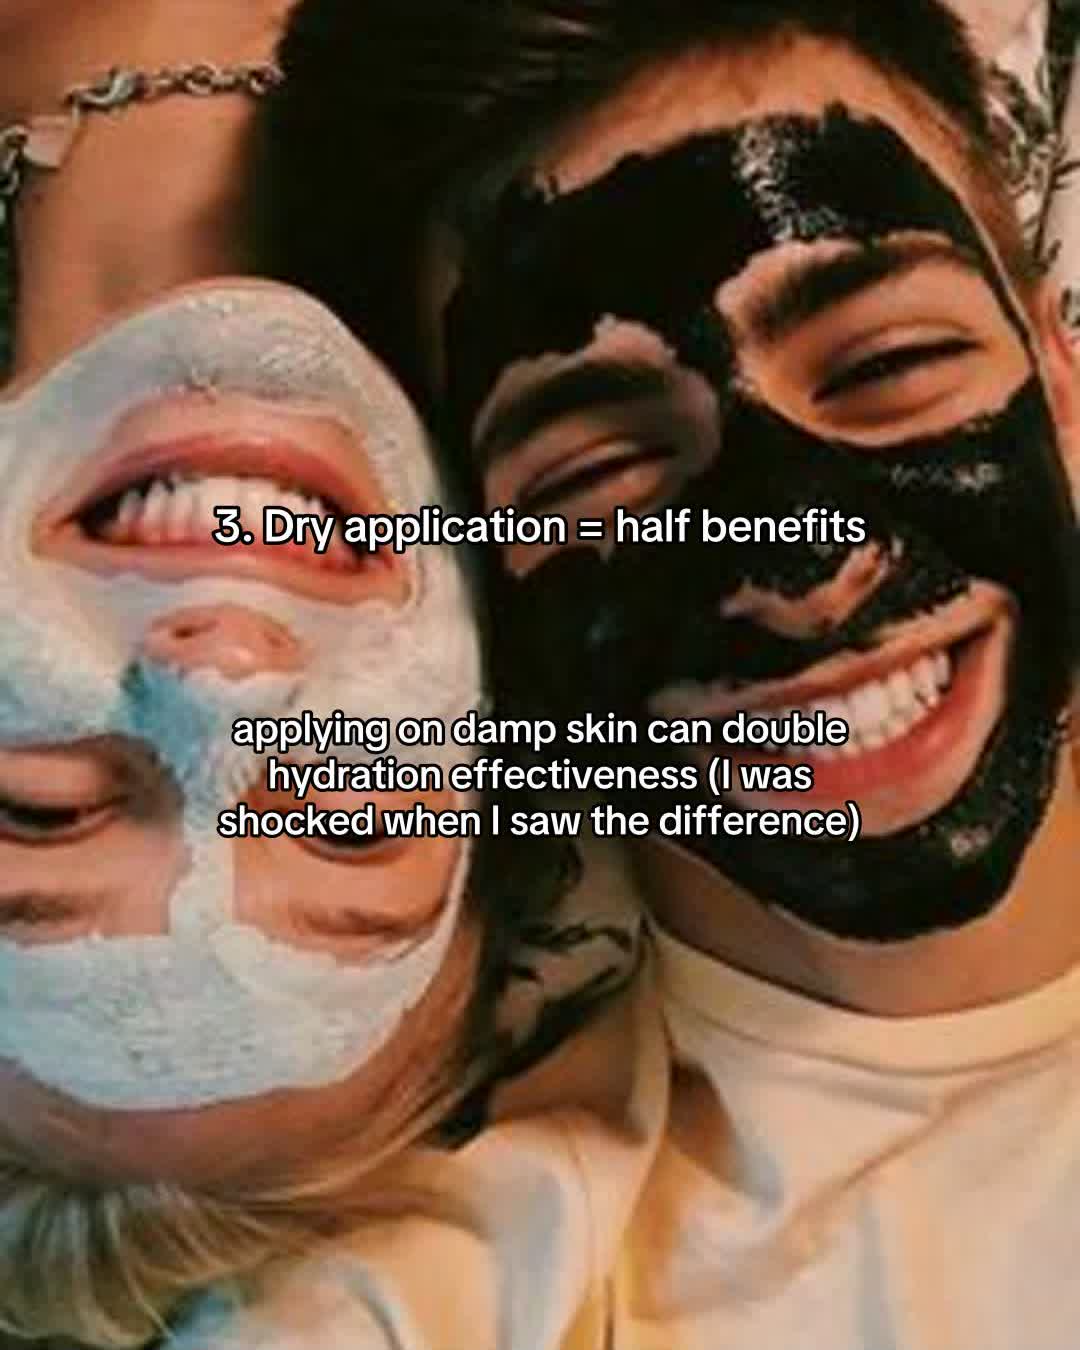 3. Dry application = half benefits
applying on damp skin can double
hydration effectiveness (I was
shocked when I saw the difference)